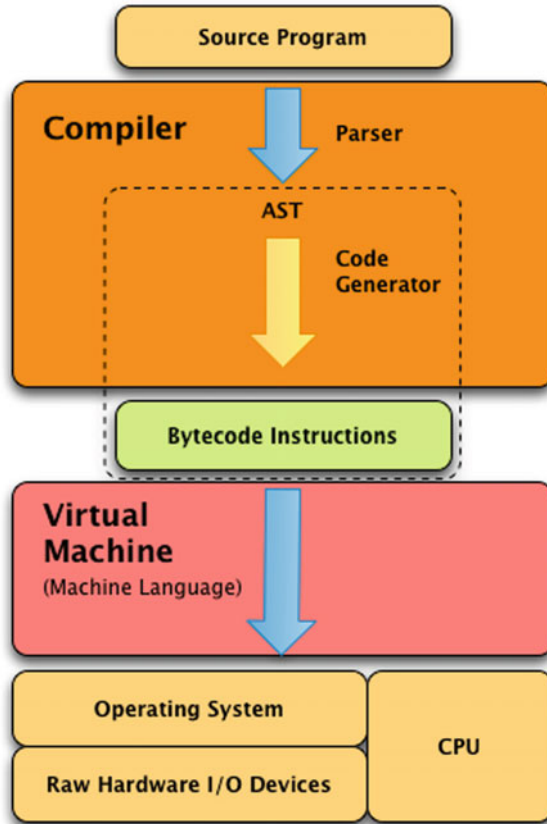 Source Program
Compiler
Parser
AST
Code
Generator
Bytecode Instructions
Virtual
Machine
(Machine Language)
Operating System
CPU
Raw Hardware I/O Devices